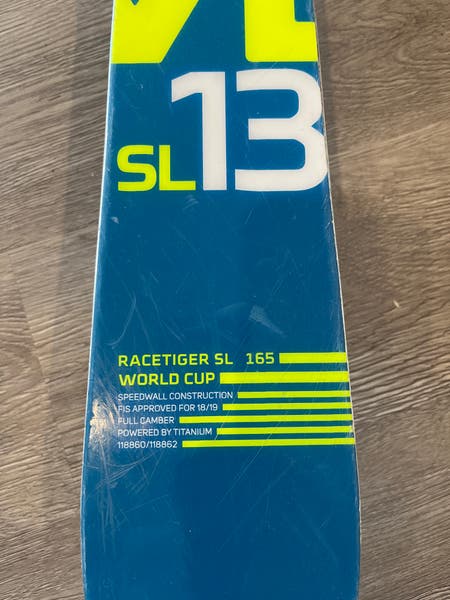 SL13
RACETIGER SL 165
WORLD CUP
SPEEDWALL CONSTRUCTION
FIS APPROVED FOR 18/19
FULL CAMBER
POWERED BY TITANIUM
118860/118862